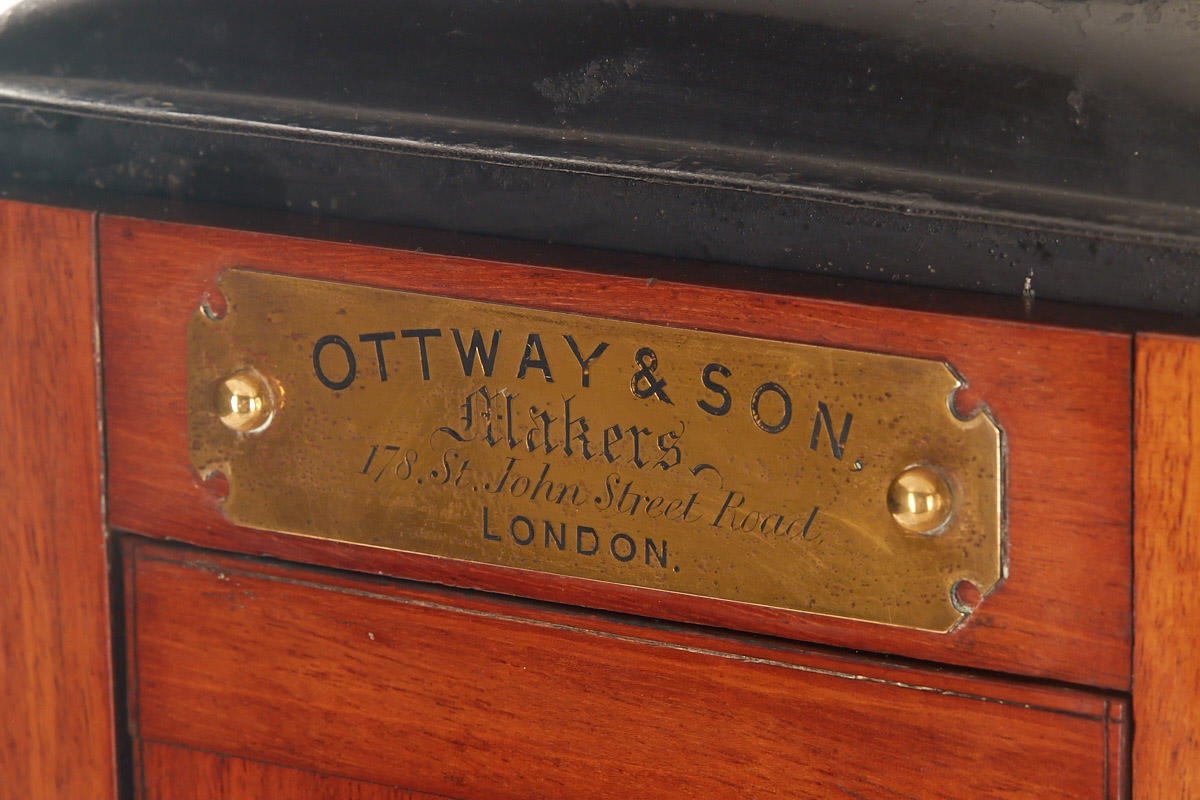 OTTWAY & SON,
Makers,
178. St. John Street Road.
LONDON.